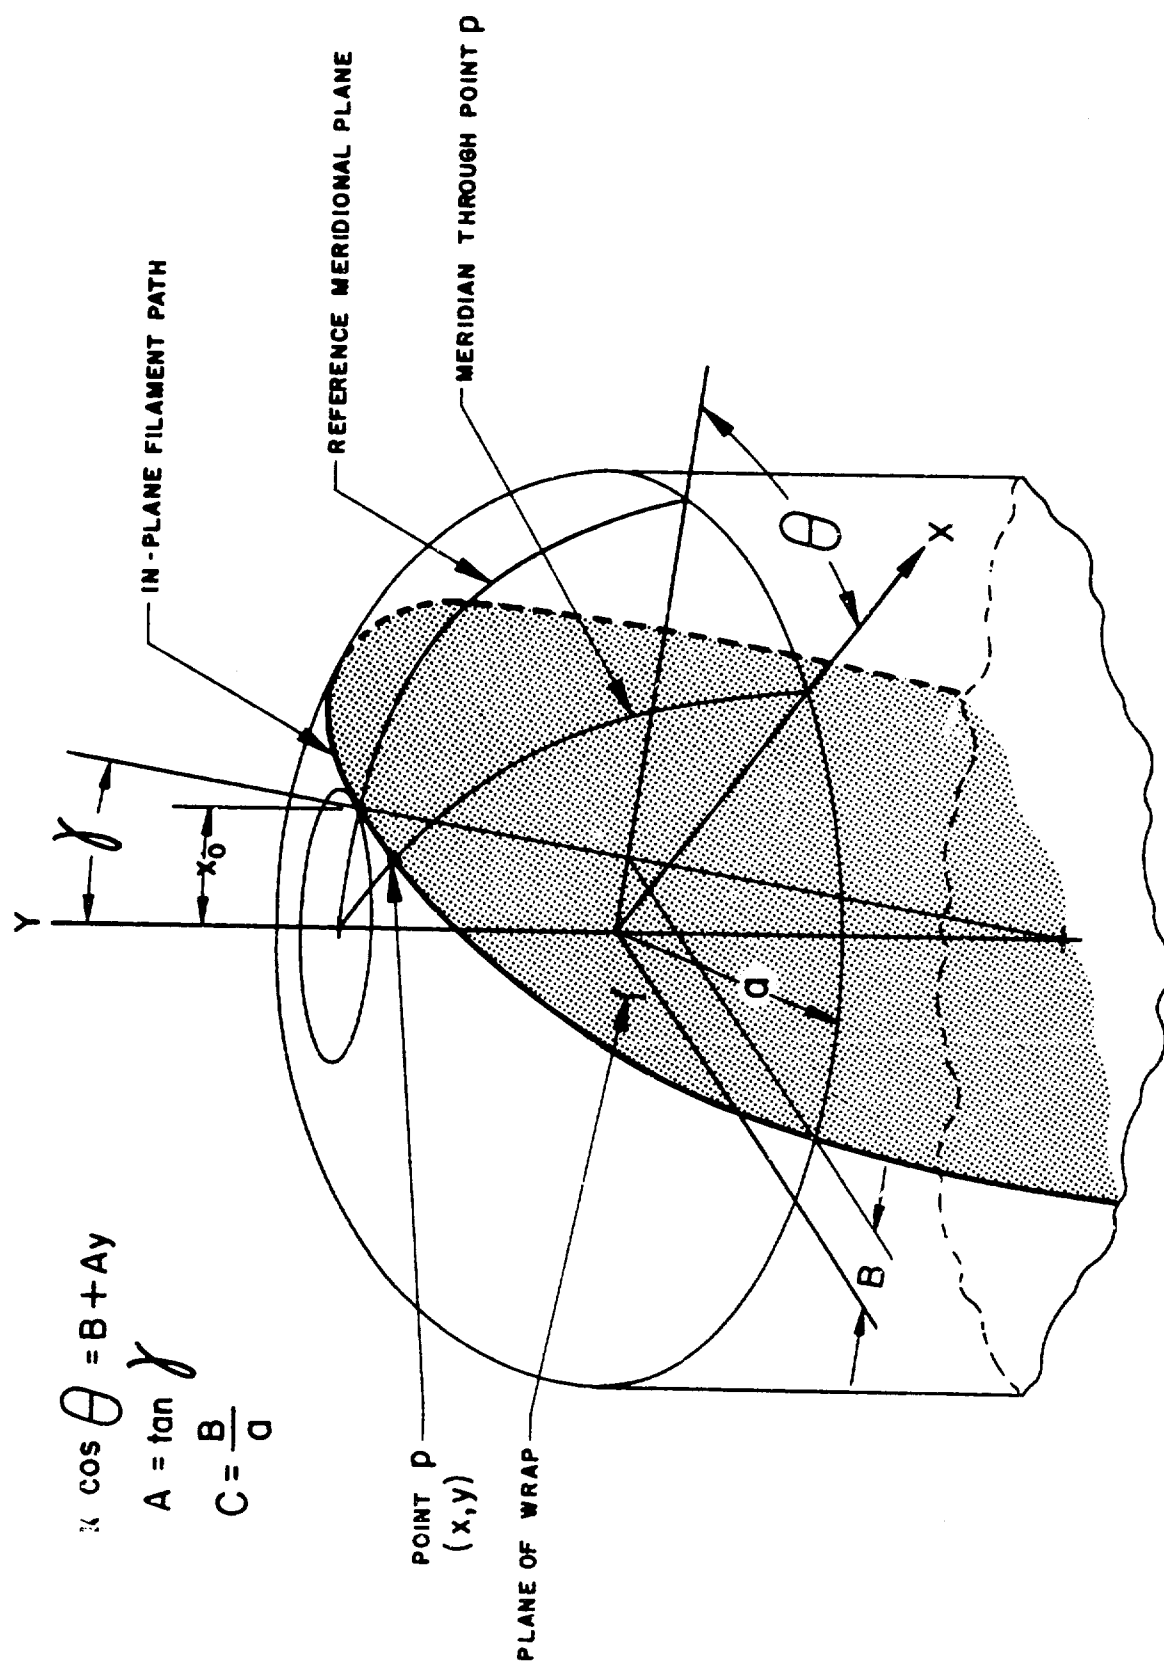 x cos θ = B + Ay
A = tan γ
C = B/a
POINT p
(x,y)
PLANE OF WRAP
IN-PLANE FILAMENT PATH
REFERENCE MERIDIONAL PLANE
MERIDIAN THROUGH POINT p
Y
γ
x₀
a
B
θ
X